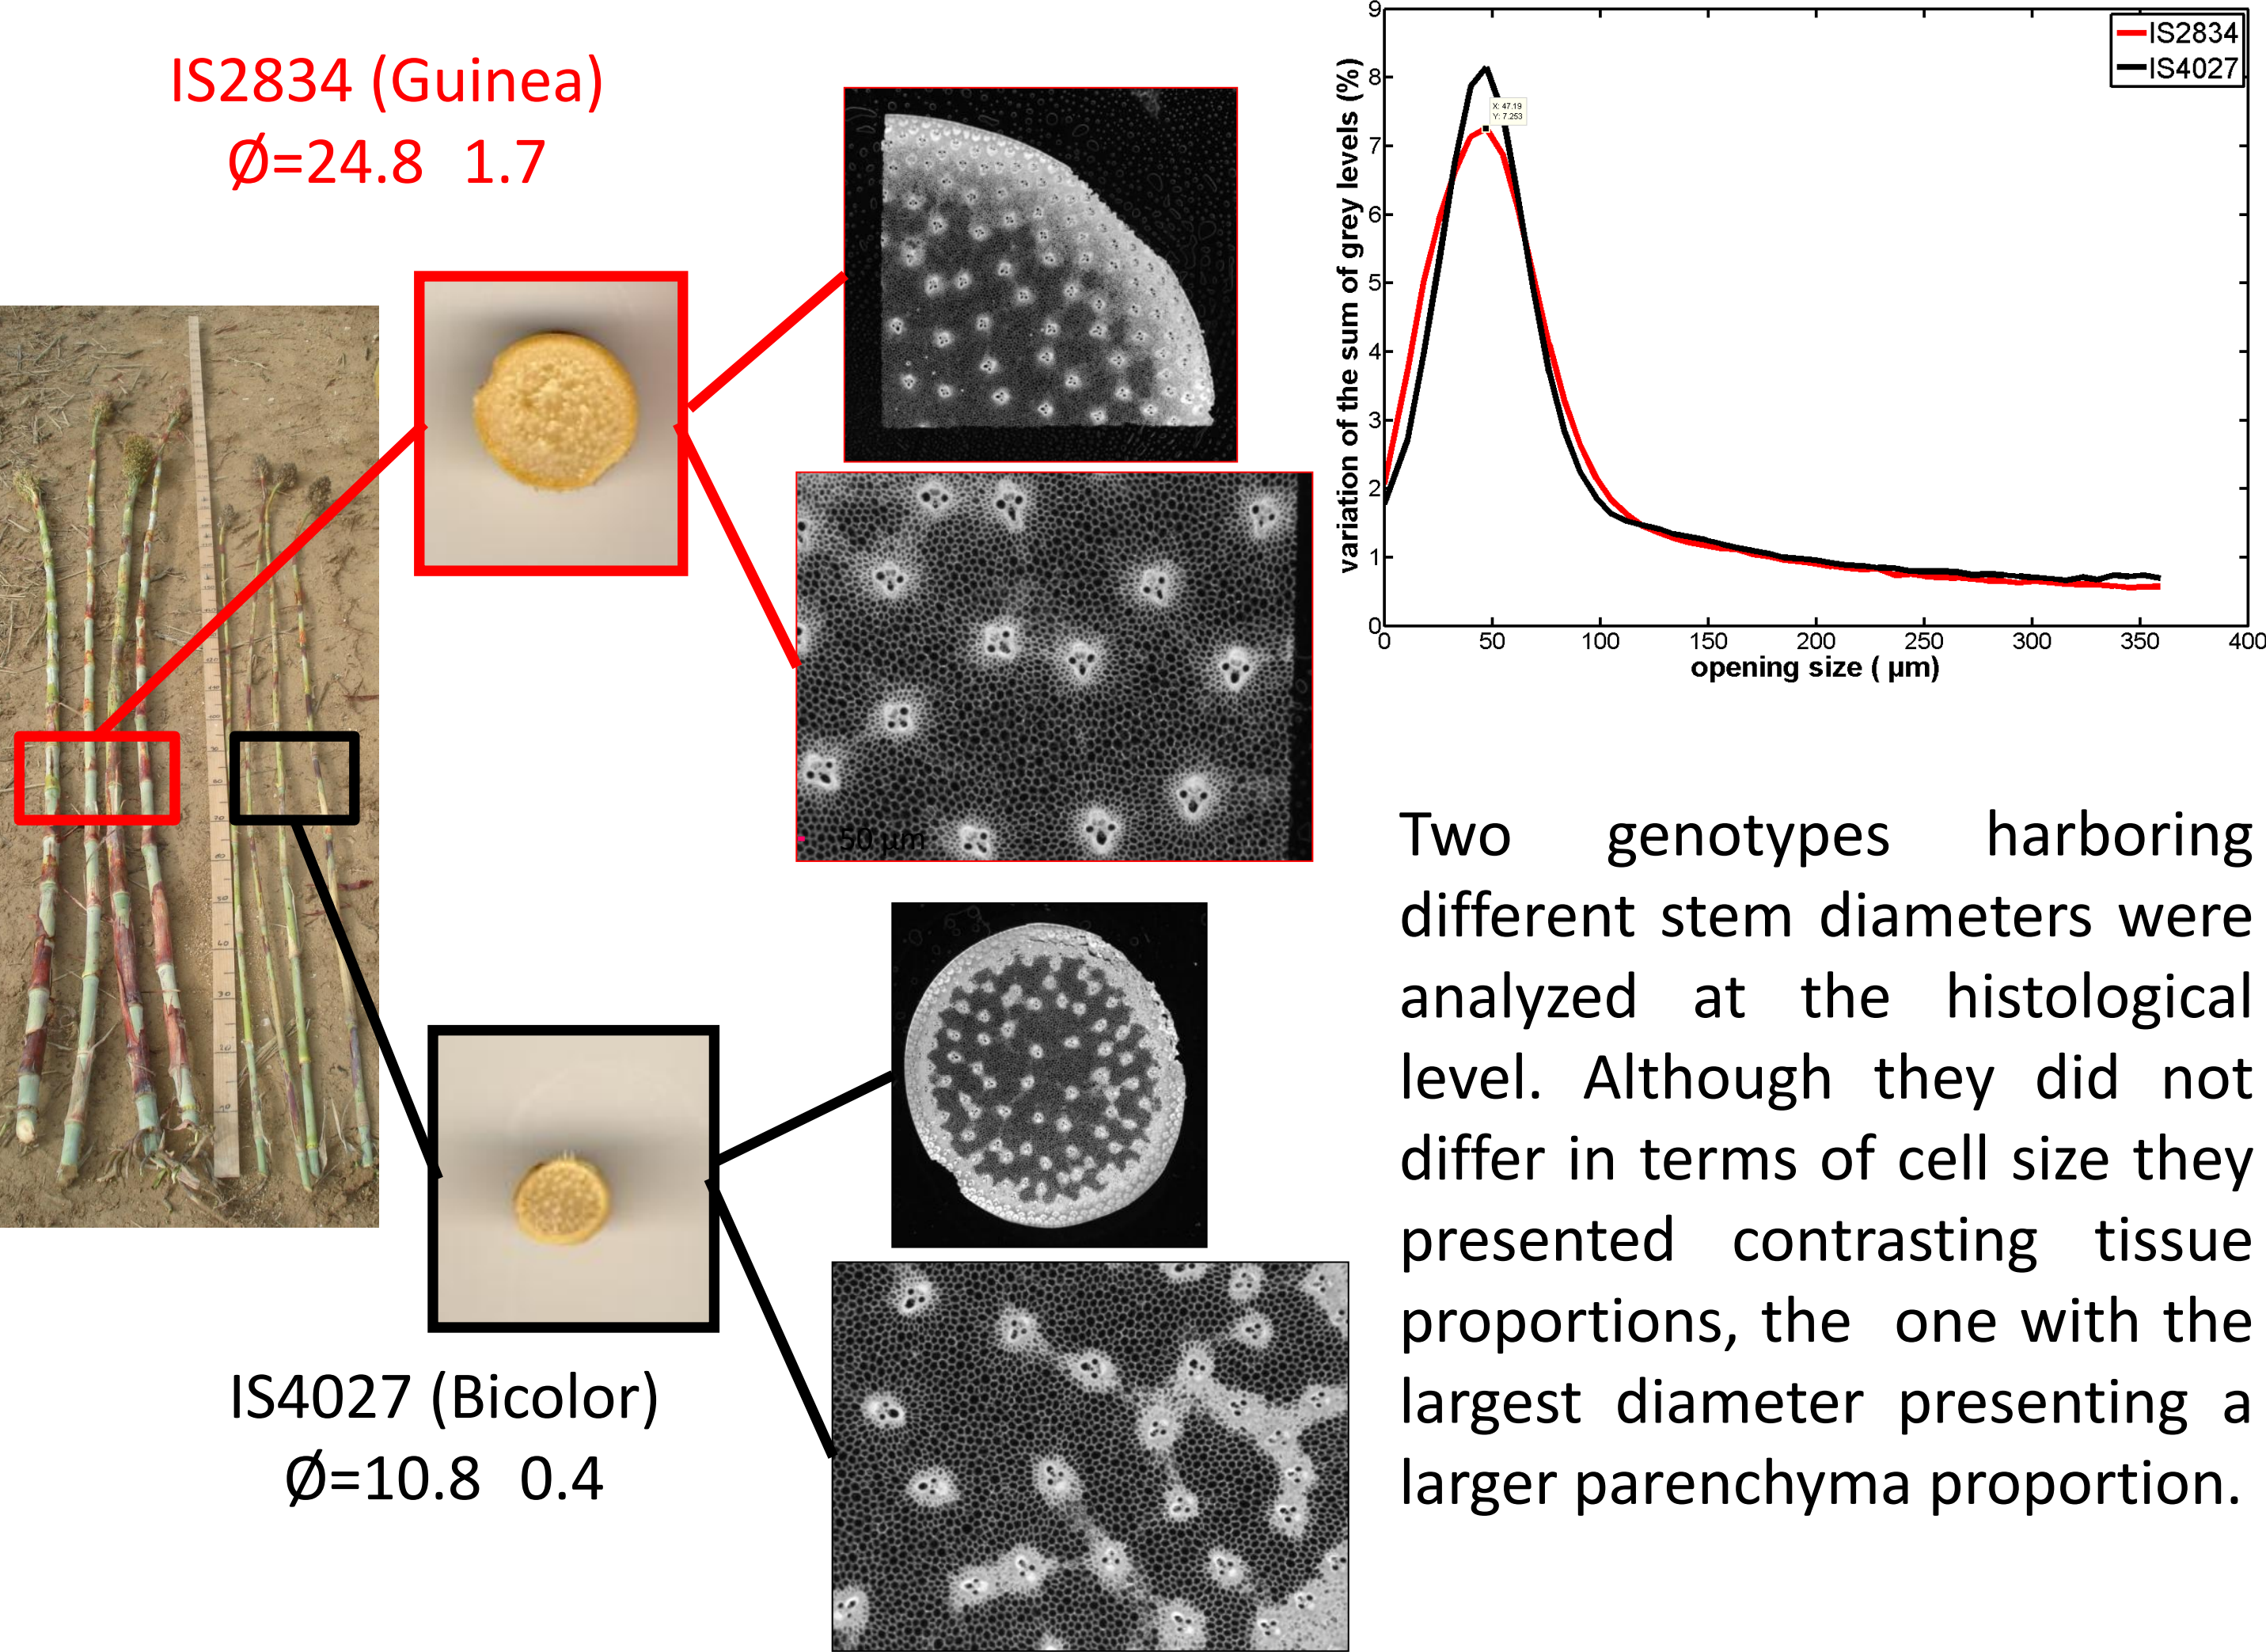 IS2834 (Guinea)
Ø=24.8 1.7
IS4027 (Bicolor)
Ø=10.8 0.4
50 µm
9
8
7
6
5
4
3
2
1
0
variation of the sum of grey levels (%)
IS2834
IS4027
X: 47.19
Y: 7.253
0
50
100
150
200
250
300
350
400
opening size ( µm)
Two genotypes harboring
different stem diameters were
analyzed at the histological
level. Although they did not
differ in terms of cell size they
presented contrasting tissue
proportions, the one with the
largest diameter presenting a
larger parenchyma proportion.